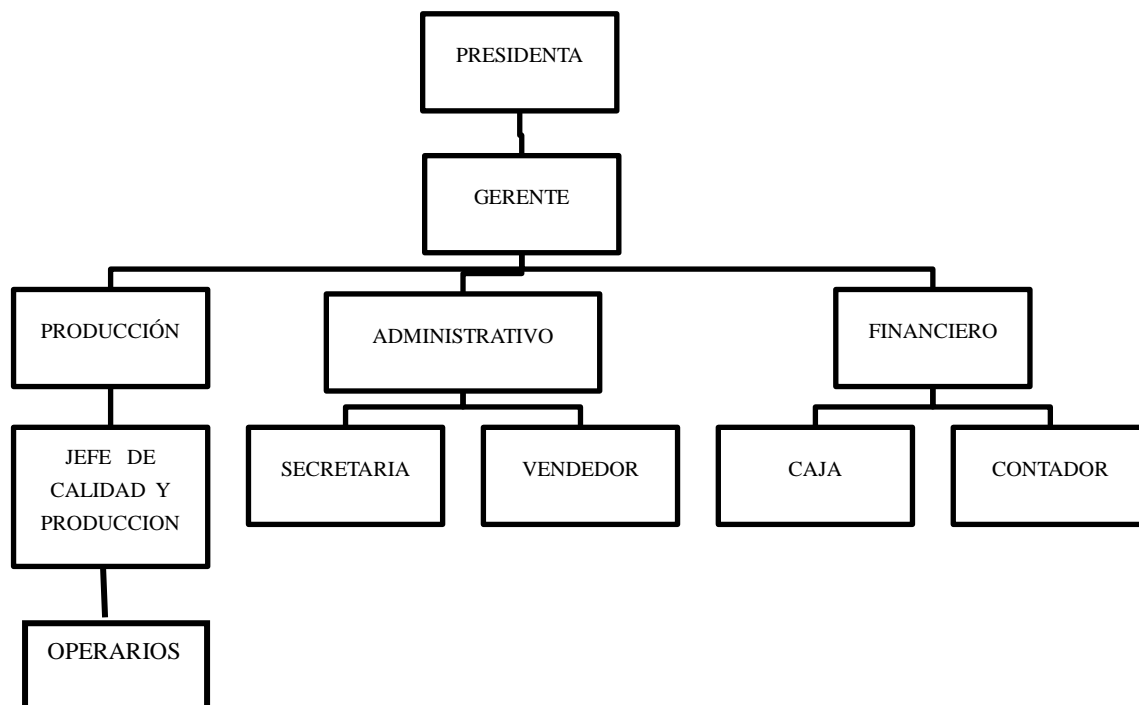 PRESIDENTA
GERENTE
PRODUCCIÓN
ADMINISTRATIVO
FINANCIERO
JEFE DE
CALIDAD Y
PRODUCCION
SECRETARIA
VENDEDOR
CAJA
CONTADOR
OPERARIOS